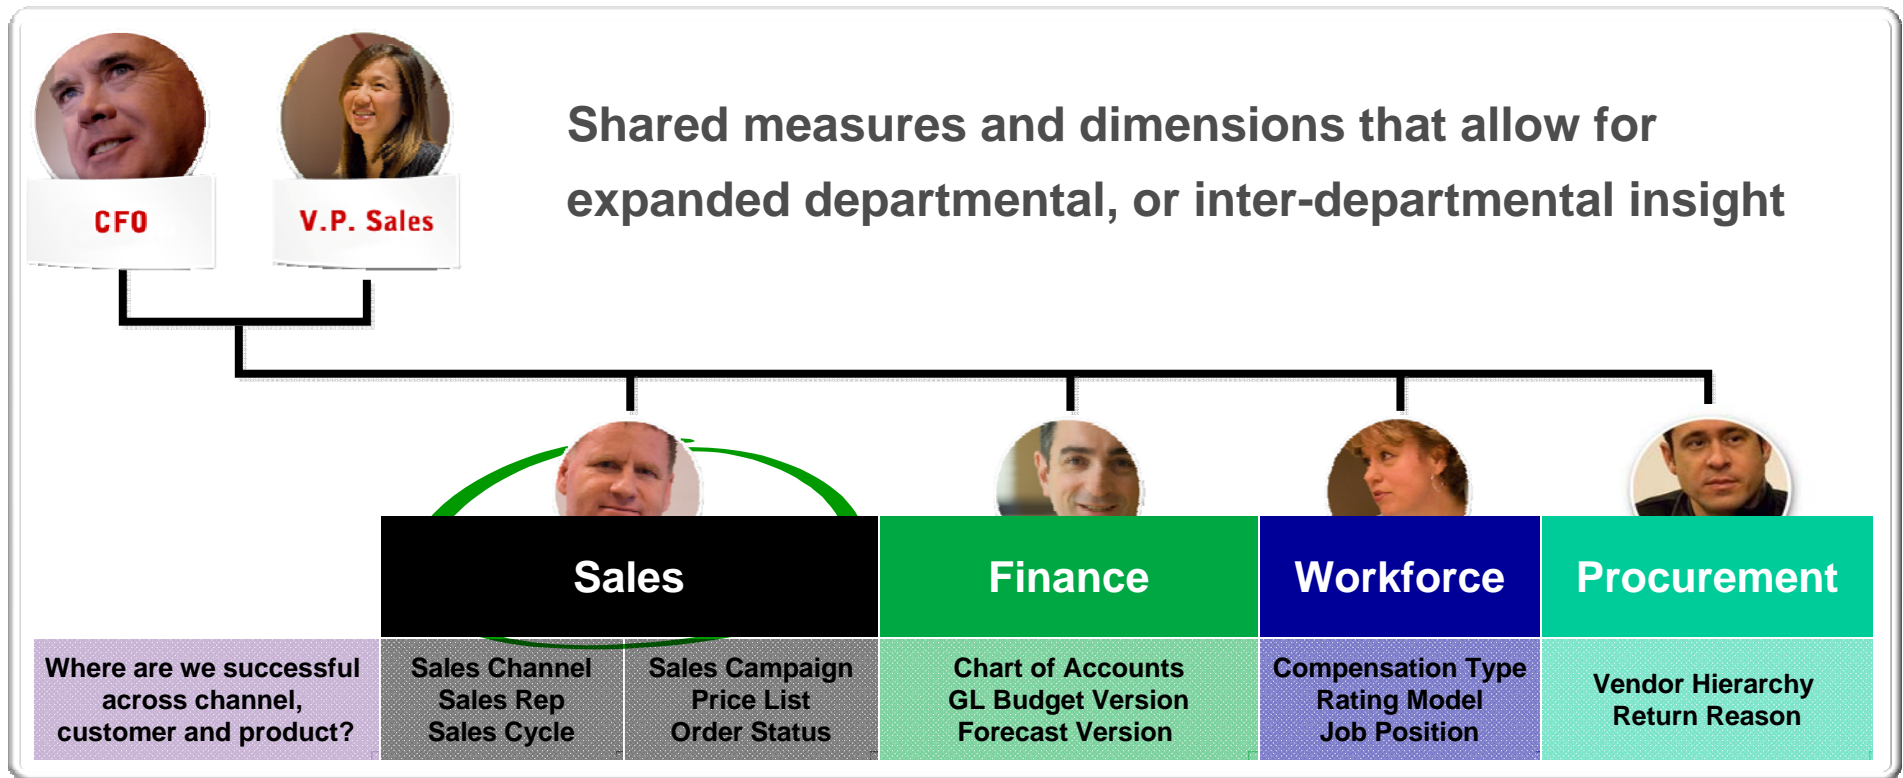 Shared measures and dimensions that allow for
expanded departmental, or inter-departmental insight
CFO
V.P. Sales
Sales
Finance
Workforce
Procurement
Where are we successful
across channel,
customer and product?
Sales Channel
Sales Rep
Sales Cycle
Sales Campaign
Price List
Order Status
Chart of Accounts
GL Budget Version
Forecast Version
Compensation Type
Rating Model
Job Position
Vendor Hierarchy
Return Reason